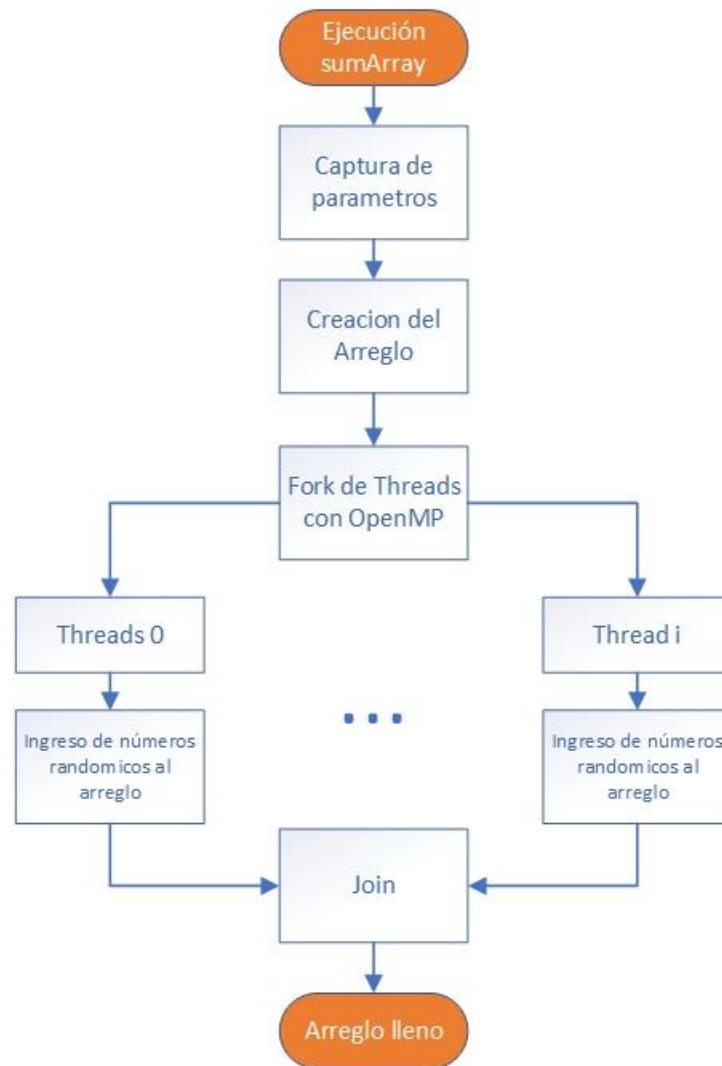 Ejecución
sumArray
Captura de
parametros
Creacion del
Arreglo
Fork de Threads
con OpenMP
Threads 0
Thread i
Ingreso de números
randomicos al
arreglo
...
Ingreso de números
randomicos al
arreglo
Join
Arreglo lleno